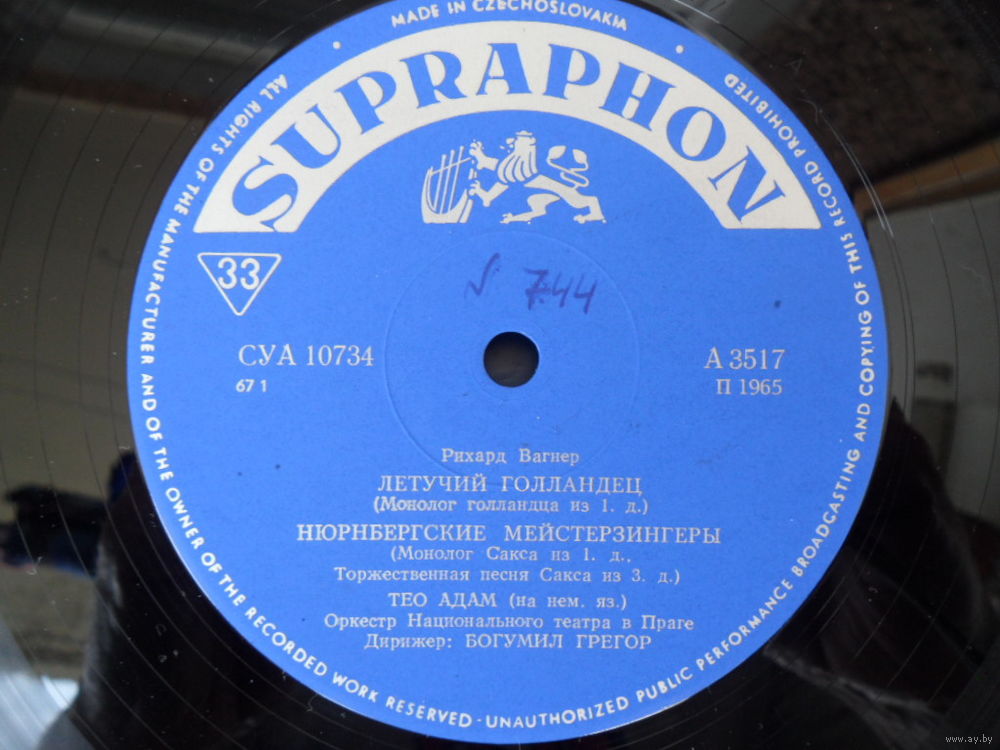 MADE IN CZECHOSLOVAKIA
ALL RIGHTS OF THE MANUFACTURER AND OF THE OWNER OF THE RECORDED WORK RESERVED - UNAUTHORIZED PUBLIC PERFORMANCE BROADCASTING AND COPYING OF THIS RECORD PROHIBITED
SUPRAPHON
33
744
СУА 10734
А 3517
67 1
П 1965
Рихард Вагнер
ЛЕТУЧИЙ ГОЛЛАНДЕЦ
(Монолог голландца из 1. д.)
НЮРНБЕРГСКИЕ МЕЙСТЕРЗИНГЕРЫ
(Монолог Сакса из 1. д.,
Торжественная песня Сакса из 3. д.)
ТЕО АДАМ (на нем. яз.)
Оркестр Национального театра в Праге
Дирижер: БОГУМИЛ ГРЕГОР
www.ay.by